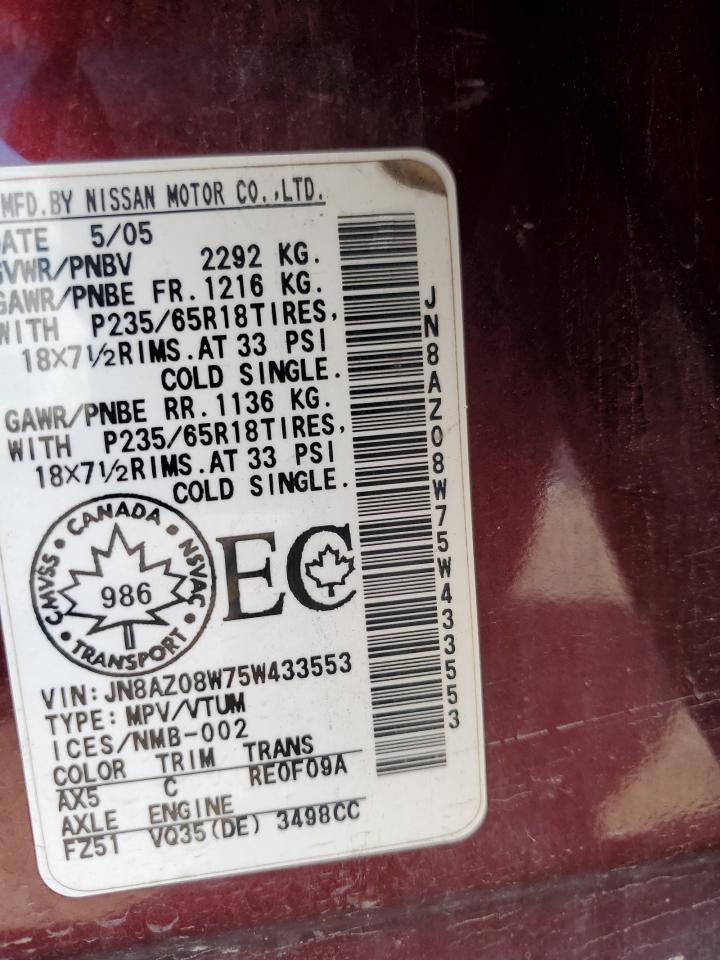 MFD.BY NISSAN MOTOR CO.,LTD.
DATE 5/05
GVWR/PNBV 2292 KG.
GAWR/PNBE FR.1216 KG.
WITH P235/65R18TIRES,
18X7½RIMS.AT 33 PSI
COLD SINGLE.
GAWR/PNBE RR.1136 KG.
WITH P235/65R18TIRES,
18X7½RIMS.AT 33 PSI
COLD SINGLE.
CANADA • NSVAC • TRANSPORT • CMVSS •
986
EC
VIN:JN8AZ08W75W433553
TYPE:MPV/VTUM
ICES/NMB-002
COLOR TRIM TRANS
AX5 C RE0F09A
AXLE ENGINE
FZ51 VQ35(DE) 3498CC
JN8AZ08W75W433553